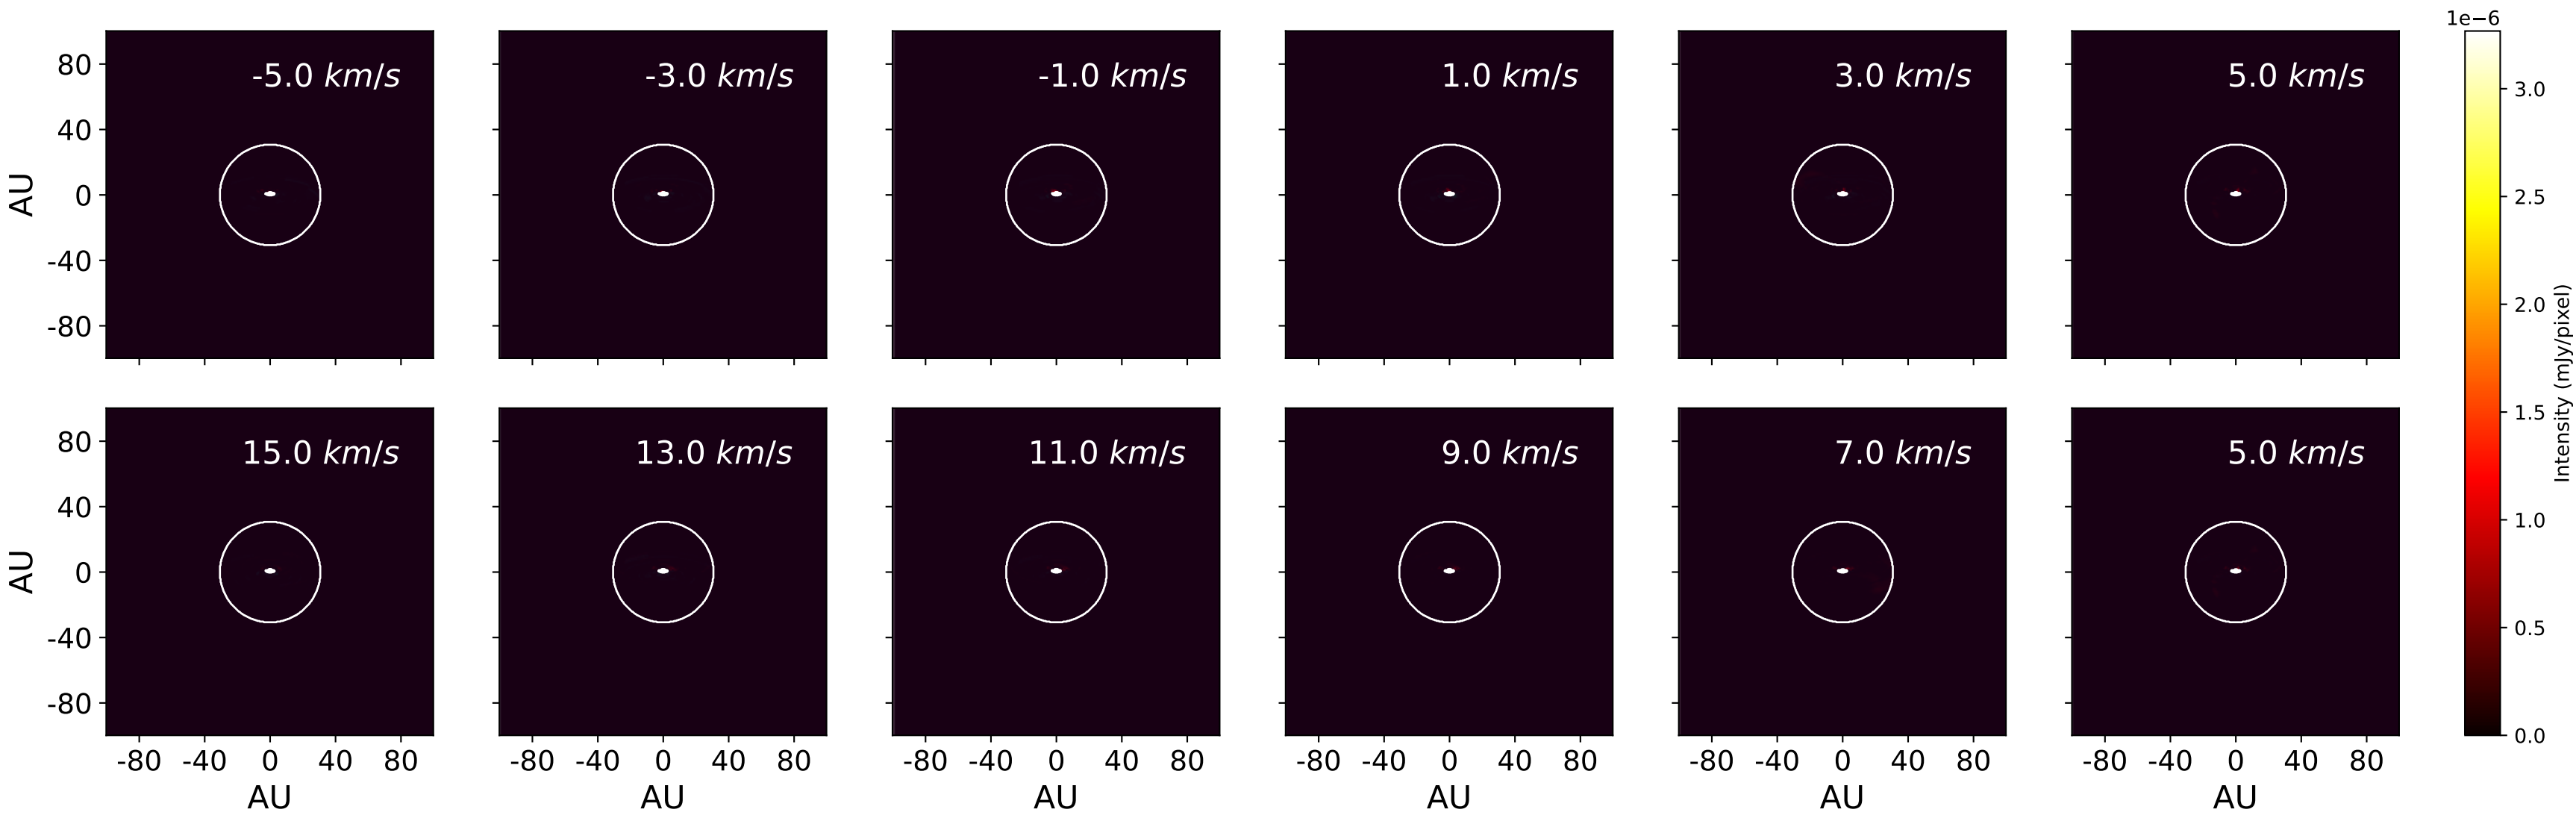 1e−6
-5.0 km/s
-3.0 km/s
-1.0 km/s
1.0 km/s
3.0 km/s
5.0 km/s
80
40
0
-40
-80
AU
15.0 km/s
13.0 km/s
11.0 km/s
9.0 km/s
7.0 km/s
5.0 km/s
80
40
0
-40
-80
AU
-80 -40 0 40 80
-80 -40 0 40 80
-80 -40 0 40 80
-80 -40 0 40 80
-80 -40 0 40 80
-80 -40 0 40 80
AU
AU
AU
AU
AU
AU
3.0
2.5
2.0
1.5
1.0
0.5
0.0
Intensity (mJy/pixel)